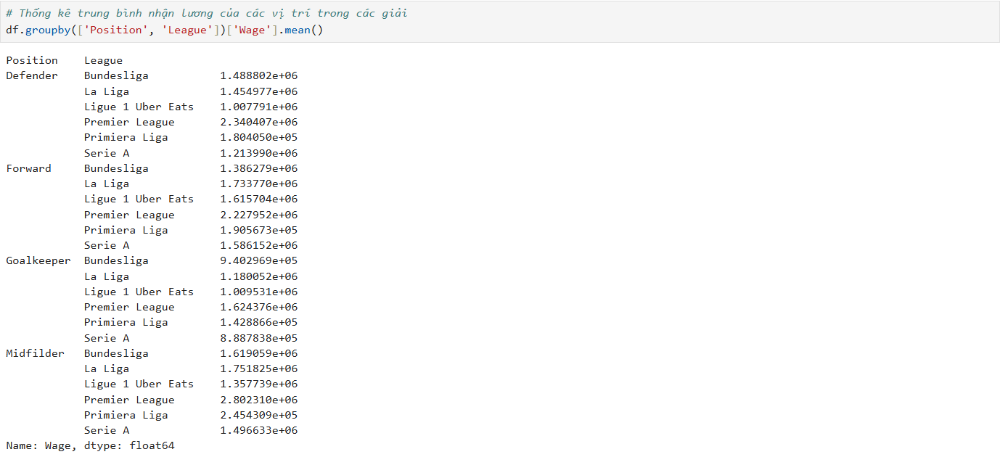 # Thống kê trung bình nhận lương của các vị trí trong các giải
df.groupby(['Position', 'League'])['Wage'].mean()
Position    League
Defender    Bundesliga           1.488802e+06
            La Liga              1.454977e+06
            Ligue 1 Uber Eats    1.007791e+06
            Premier League       2.340407e+06
            Primiera Liga        1.804050e+05
            Serie A              1.213990e+06
Forward     Bundesliga           1.386279e+06
            La Liga              1.733770e+06
            Ligue 1 Uber Eats    1.615704e+06
            Premier League       2.227952e+06
            Primiera Liga        1.905673e+05
            Serie A              1.586152e+06
Goalkeeper  Bundesliga           9.402969e+05
            La Liga              1.180052e+06
            Ligue 1 Uber Eats    1.009531e+06
            Premier League       1.624376e+06
            Primiera Liga        1.428866e+05
            Serie A              8.887838e+05
Midfilder   Bundesliga           1.619059e+06
            La Liga              1.751825e+06
            Ligue 1 Uber Eats    1.357739e+06
            Premier League       2.802310e+06
            Primiera Liga        2.454309e+05
            Serie A              1.496633e+06
Name: Wage, dtype: float64